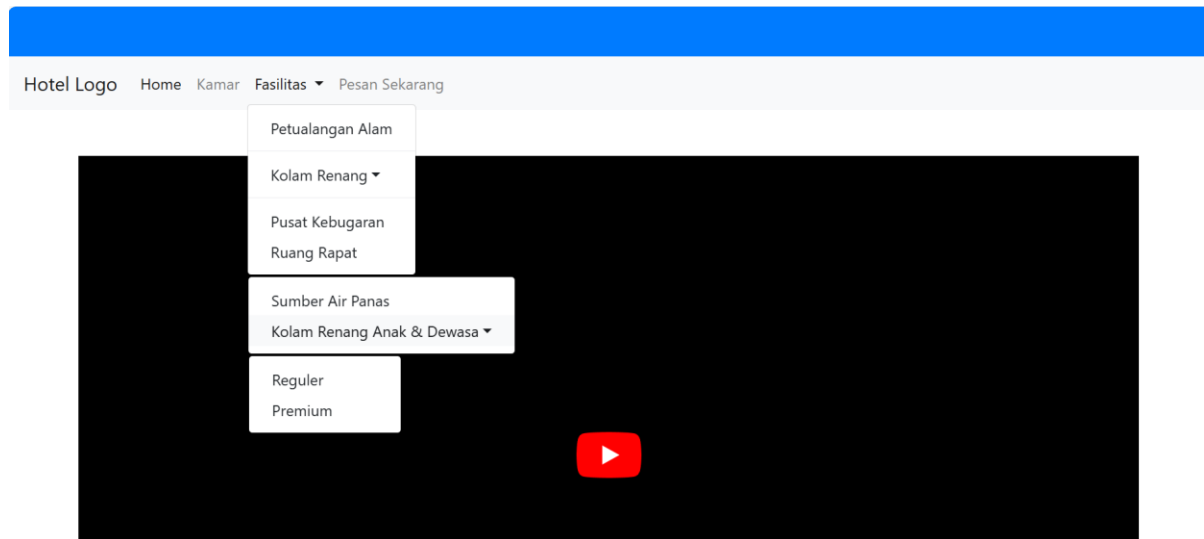 Hotel Logo Home Kamar Fasilitas Pesan Sekarang
Petualangan Alam
Kolam Renang
Pusat Kebugaran
Ruang Rapat
Sumber Air Panas
Kolam Renang Anak & Dewasa
Reguler
Premium